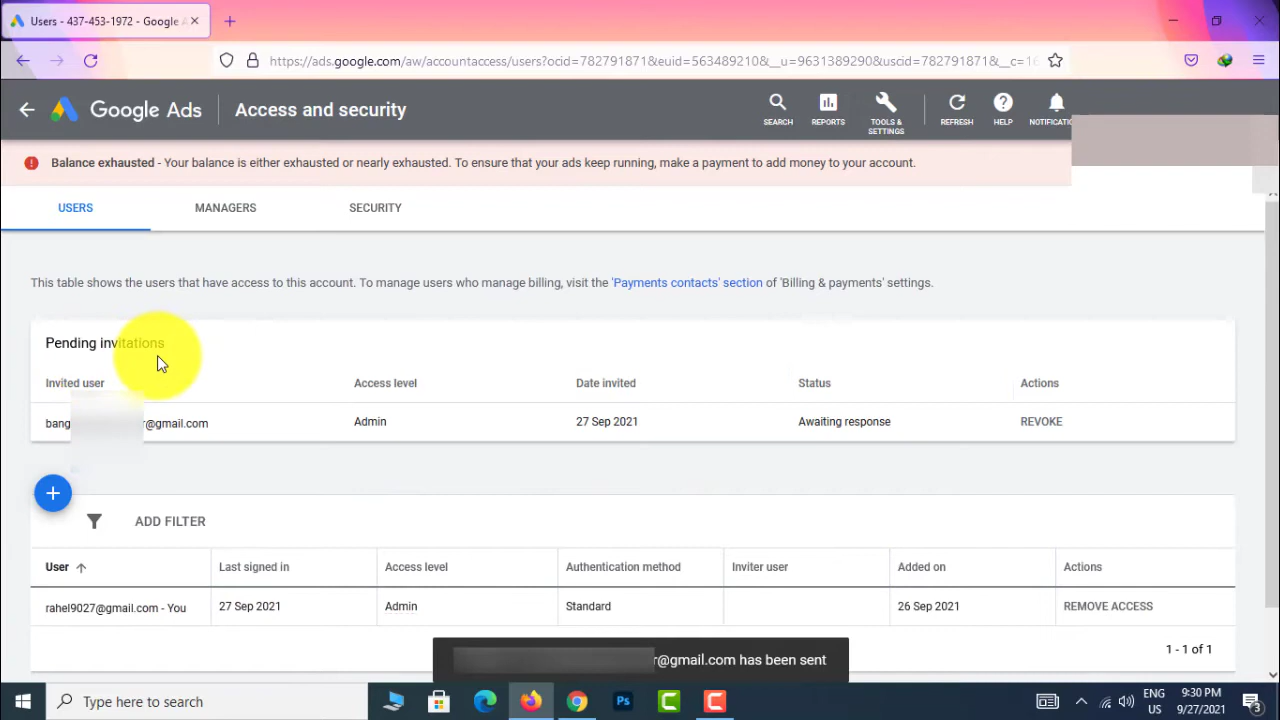 Users - 437-453-1972 - Google A
https://ads.google.com/aw/accountaccess/users?ocid=782791871&euid=563489210&__u=9631389290&uscid=782791871&__c=1
Google Ads
Access and security
SEARCH
REPORTS
TOOLS &
SETTINGS
REFRESH
HELP
NOTIFICATI
Balance exhausted - Your balance is either exhausted or nearly exhausted. To ensure that your ads keep running, make a payment to add money to your account.
USERS
MANAGERS
SECURITY
This table shows the users that have access to this account. To manage users who manage billing, visit the 'Payments contacts' section of 'Billing & payments' settings.
Pending invitations
Invited user
Access level
Date invited
Status
Actions
bang r@gmail.com
Admin
27 Sep 2021
Awaiting response
REVOKE
ADD FILTER
User
Last signed in
Access level
Authentication method
Inviter user
Added on
Actions
rahel9027@gmail.com - You
27 Sep 2021
Admin
Standard
26 Sep 2021
REMOVE ACCESS
r@gmail.com has been sent
1 - 1 of 1
Type here to search
Ps
ENG
US
9:30 PM
9/27/2021
3